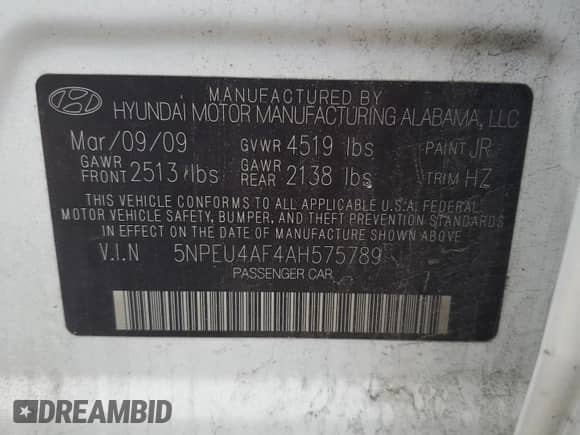 MANUFACTURED BY
HYUNDAI MOTOR MANUFACTURING ALABAMA, LLC
Mar/09/09 GVWR 4519 lbs PAINT JR
GAWR FRONT 2513 lbs GAWR REAR 2138 lbs TRIM HZ
THIS VEHICLE CONFORMS TO ALL APPLICABLE U.S.A. FEDERAL
MOTOR VEHICLE SAFETY, BUMPER, AND THEFT PREVENTION STANDARDS
IN EFFECT ON THE DATE OF MANUFACTURE SHOWN ABOVE.
V.I.N 5NPEU4AF4AH575789
PASSENGER CAR
DREAMBID